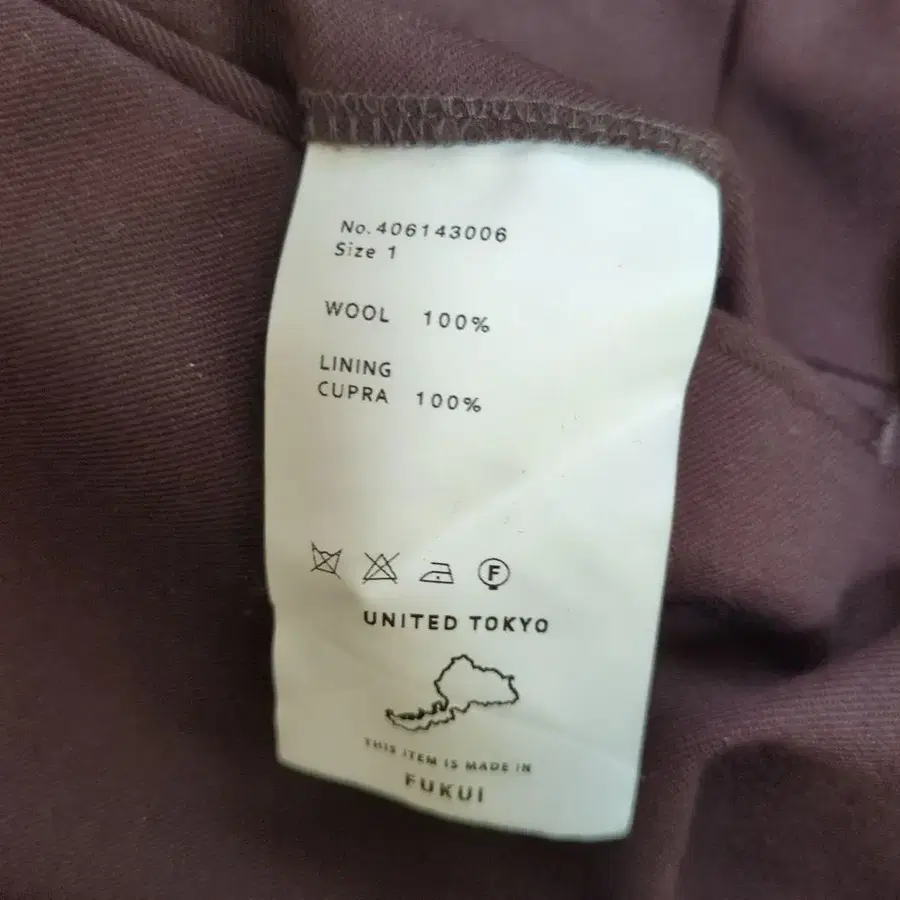 No. 406143006
Size 1
WOOL 100%
LINING
CUPRA 100%
F
UNITED TOKYO
THIS ITEM IS MADE IN
FUKUI